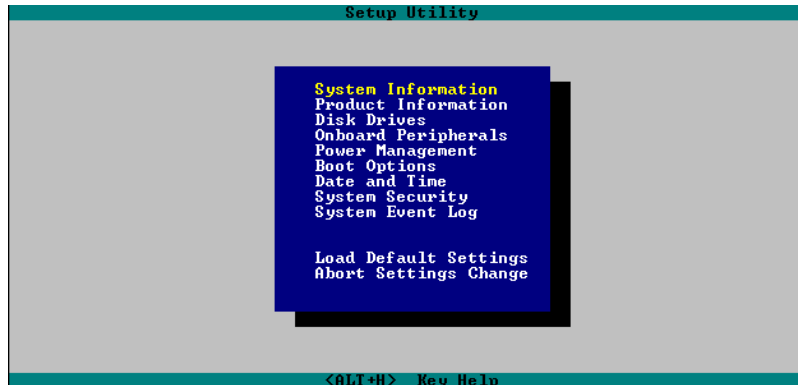 Setup Utility
System Information
Product Information
Disk Drives
Onboard Peripherals
Power Management
Boot Options
Date and Time
System Security
System Event Log
Load Default Settings
Abort Settings Change
<ALT+H> Key Help